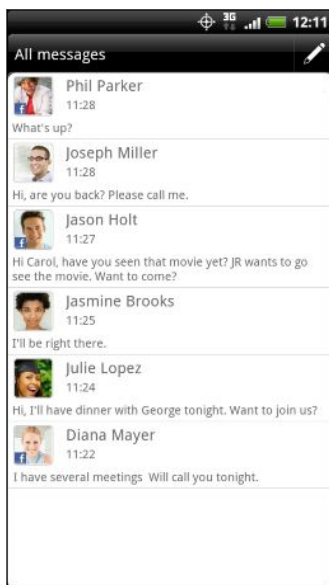 3G 12:11
All messages
Phil Parker
11:28
What's up?
Joseph Miller
11:28
Hi, are you back? Please call me.
Jason Holt
11:27
Hi Carol, have you seen that movie yet? JR wants to go
see the movie. Want to come?
Jasmine Brooks
11:25
I'll be right there.
Julie Lopez
11:24
Hi, I'll have dinner with George tonight. Want to join us?
Diana Mayer
11:22
I have several meetings Will call you tonight.